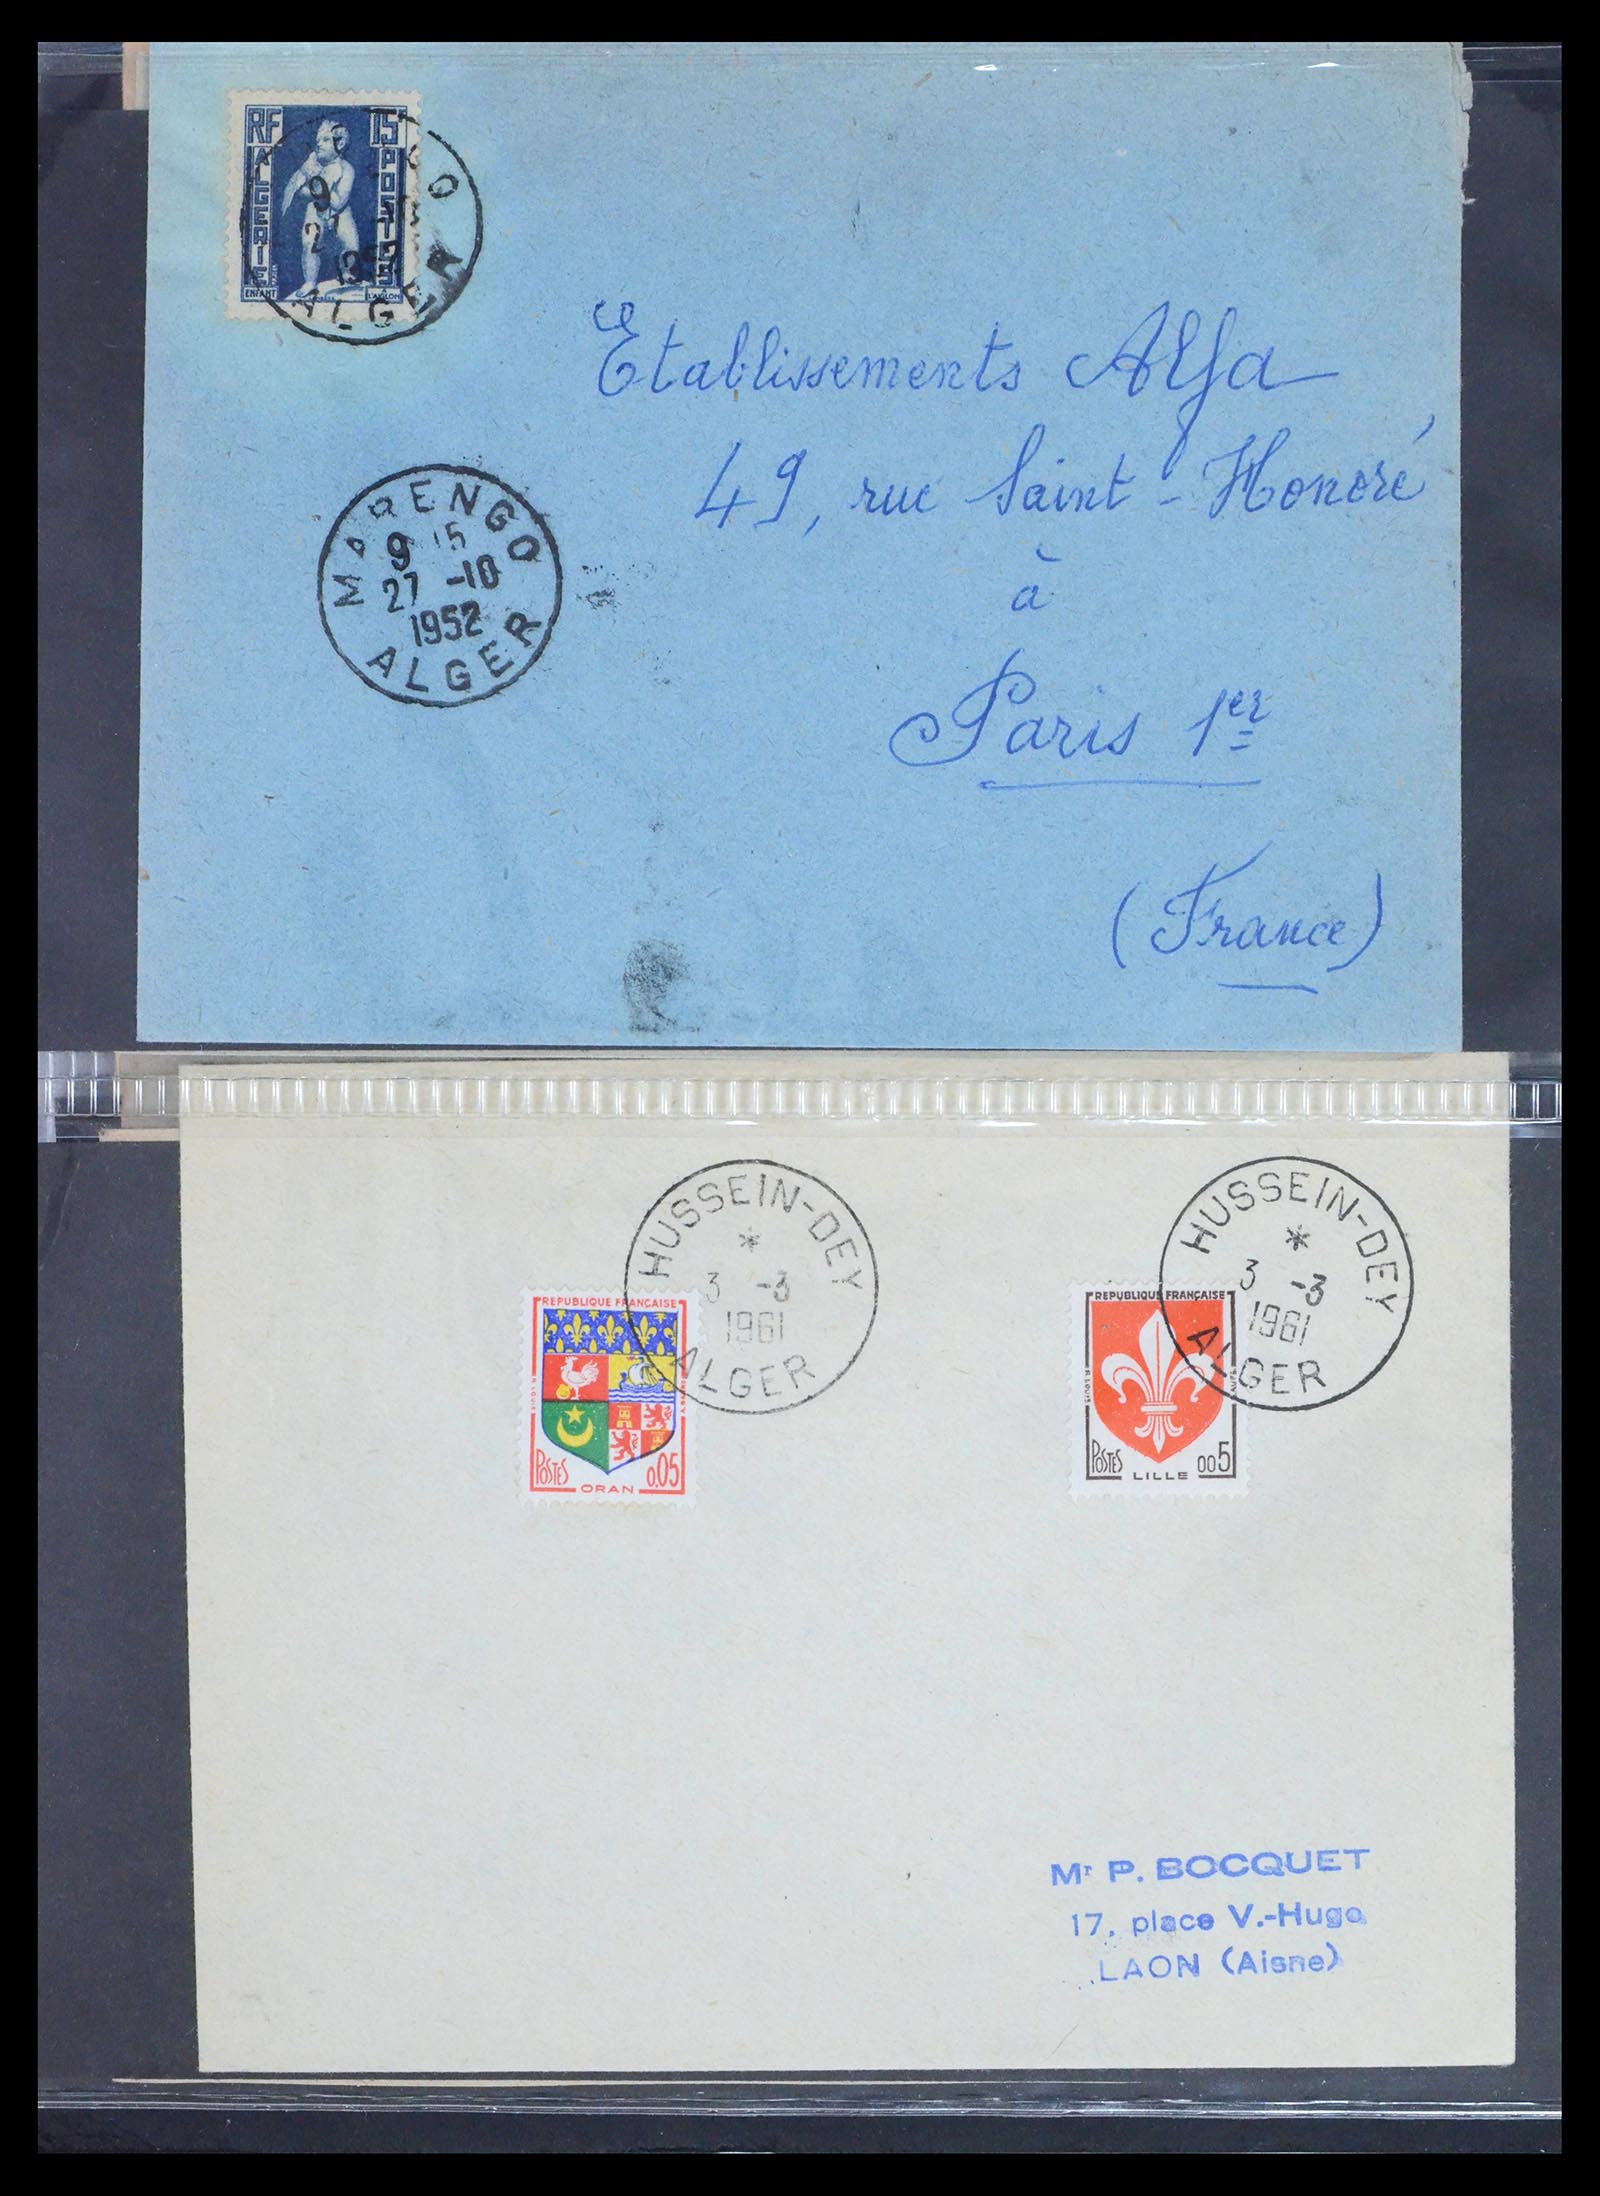 RF 15F
ALGERIE
POSTES
ENFANT
ALGER
MARENGO
9 15
27 -10
1952
ALGER
Etablissements Alfa
49, rue Saint-Honoré
à
Paris 1er
(France)
HUSSEIN-DEY
*
3 -3
1961
ALGER
REPUBLIQUE FRANÇAISE
POSTES 0.05
ORAN
HUSSEIN-DEY
*
3 -3
1961
ALGER
REPUBLIQUE FRANÇAISE
POSTES 005
LILLE
Mr P. BOCQUET
17, place V.-Hugo
LAON (Aisne)